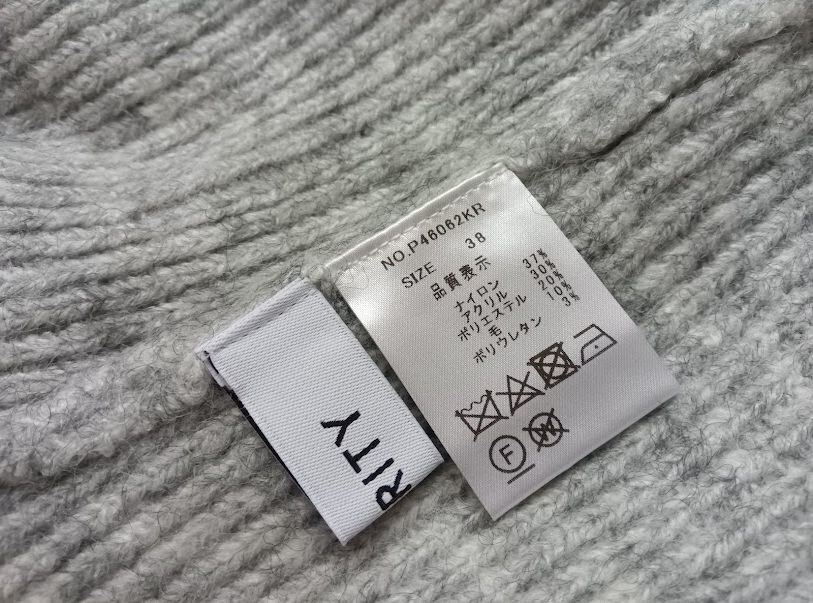 NO.P46062KR
SIZE 38
品質表示
ナイロン 37%
アクリル 30%
ポリエステル 20%
毛 10%
ポリウレタン 3%
F
W
RITY